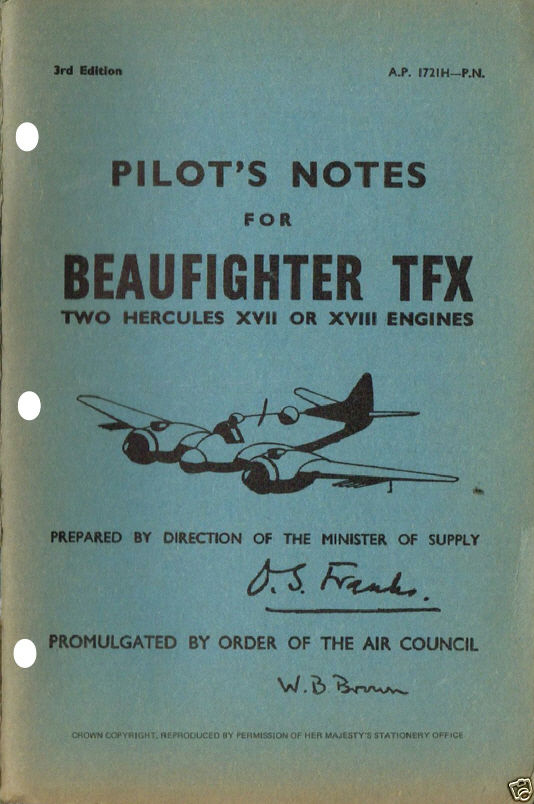 3rd Edition
A.P. 1721H—P.N.
PILOT'S NOTES
FOR
BEAUFIGHTER TFX
TWO HERCULES XVII OR XVIII ENGINES
PREPARED BY DIRECTION OF THE MINISTER OF SUPPLY
O.S. Franks.
PROMULGATED BY ORDER OF THE AIR COUNCIL
W.B Brown
CROWN COPYRIGHT, REPRODUCED BY PERMISSION OF HER MAJESTY'S STATIONERY OFFICE